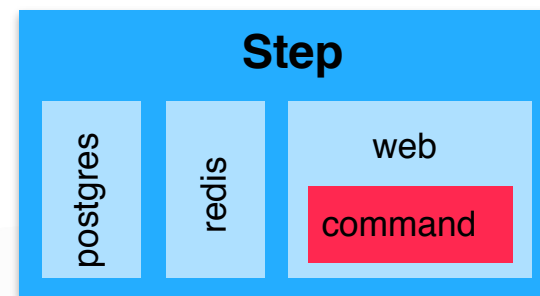 Step
postgres
redis
web
command